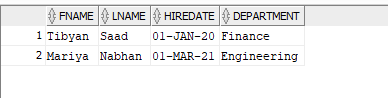 FNAME LNAME HIREDATE DEPARTMENT
1 Tibyan Saad 01-JAN-20 Finance
2 Mariya Nabhan 01-MAR-21 Engineering